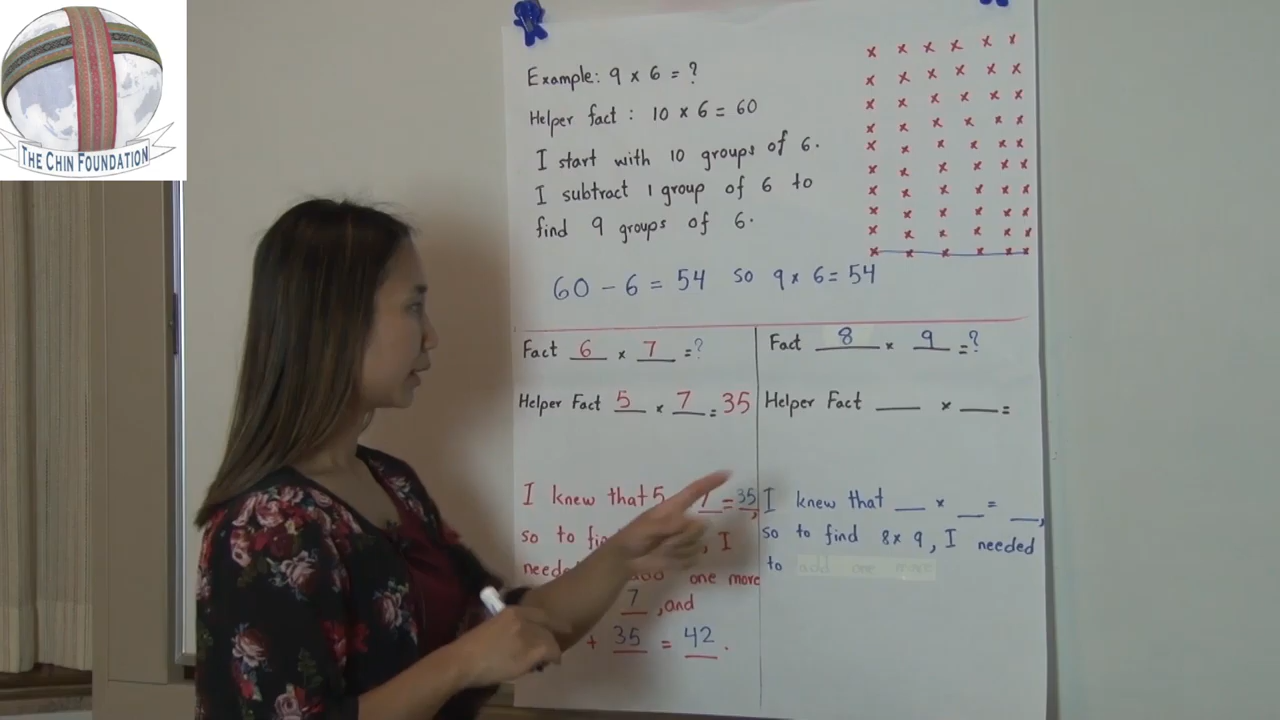 THE CHIN FOUNDATION
Example: 9 x 6 = ?
Helper fact : 10 x 6 = 60
I start with 10 groups of 6.
I subtract 1 group of 6 to
find 9 groups of 6.
60 - 6 = 54 so 9 x 6 = 54
Fact 6 x 7 = ?
Helper Fact 5 x 7 = 35
I knew that 5 7 = 35,
so to , I
one more
7 , and
+ 35 = 42 .
Fact 8 x 9 = ?
Helper Fact ___ x ___ =
I knew that ___ x ___ = ___,
so to find 8 x 9, I needed
to add one more